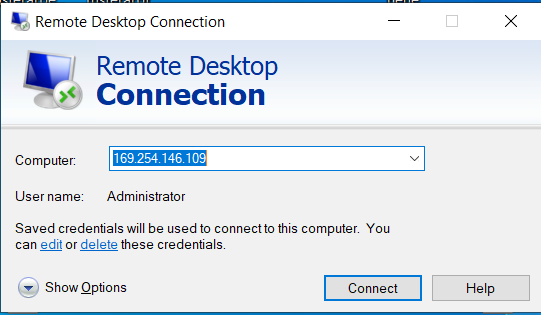 Remote Desktop Connection
Remote Desktop
Connection
Computer: 169.254.146.109
User name: Administrator
Saved credentials will be used to connect to this computer. You
can edit or delete these credentials.
Show Options Connect Help